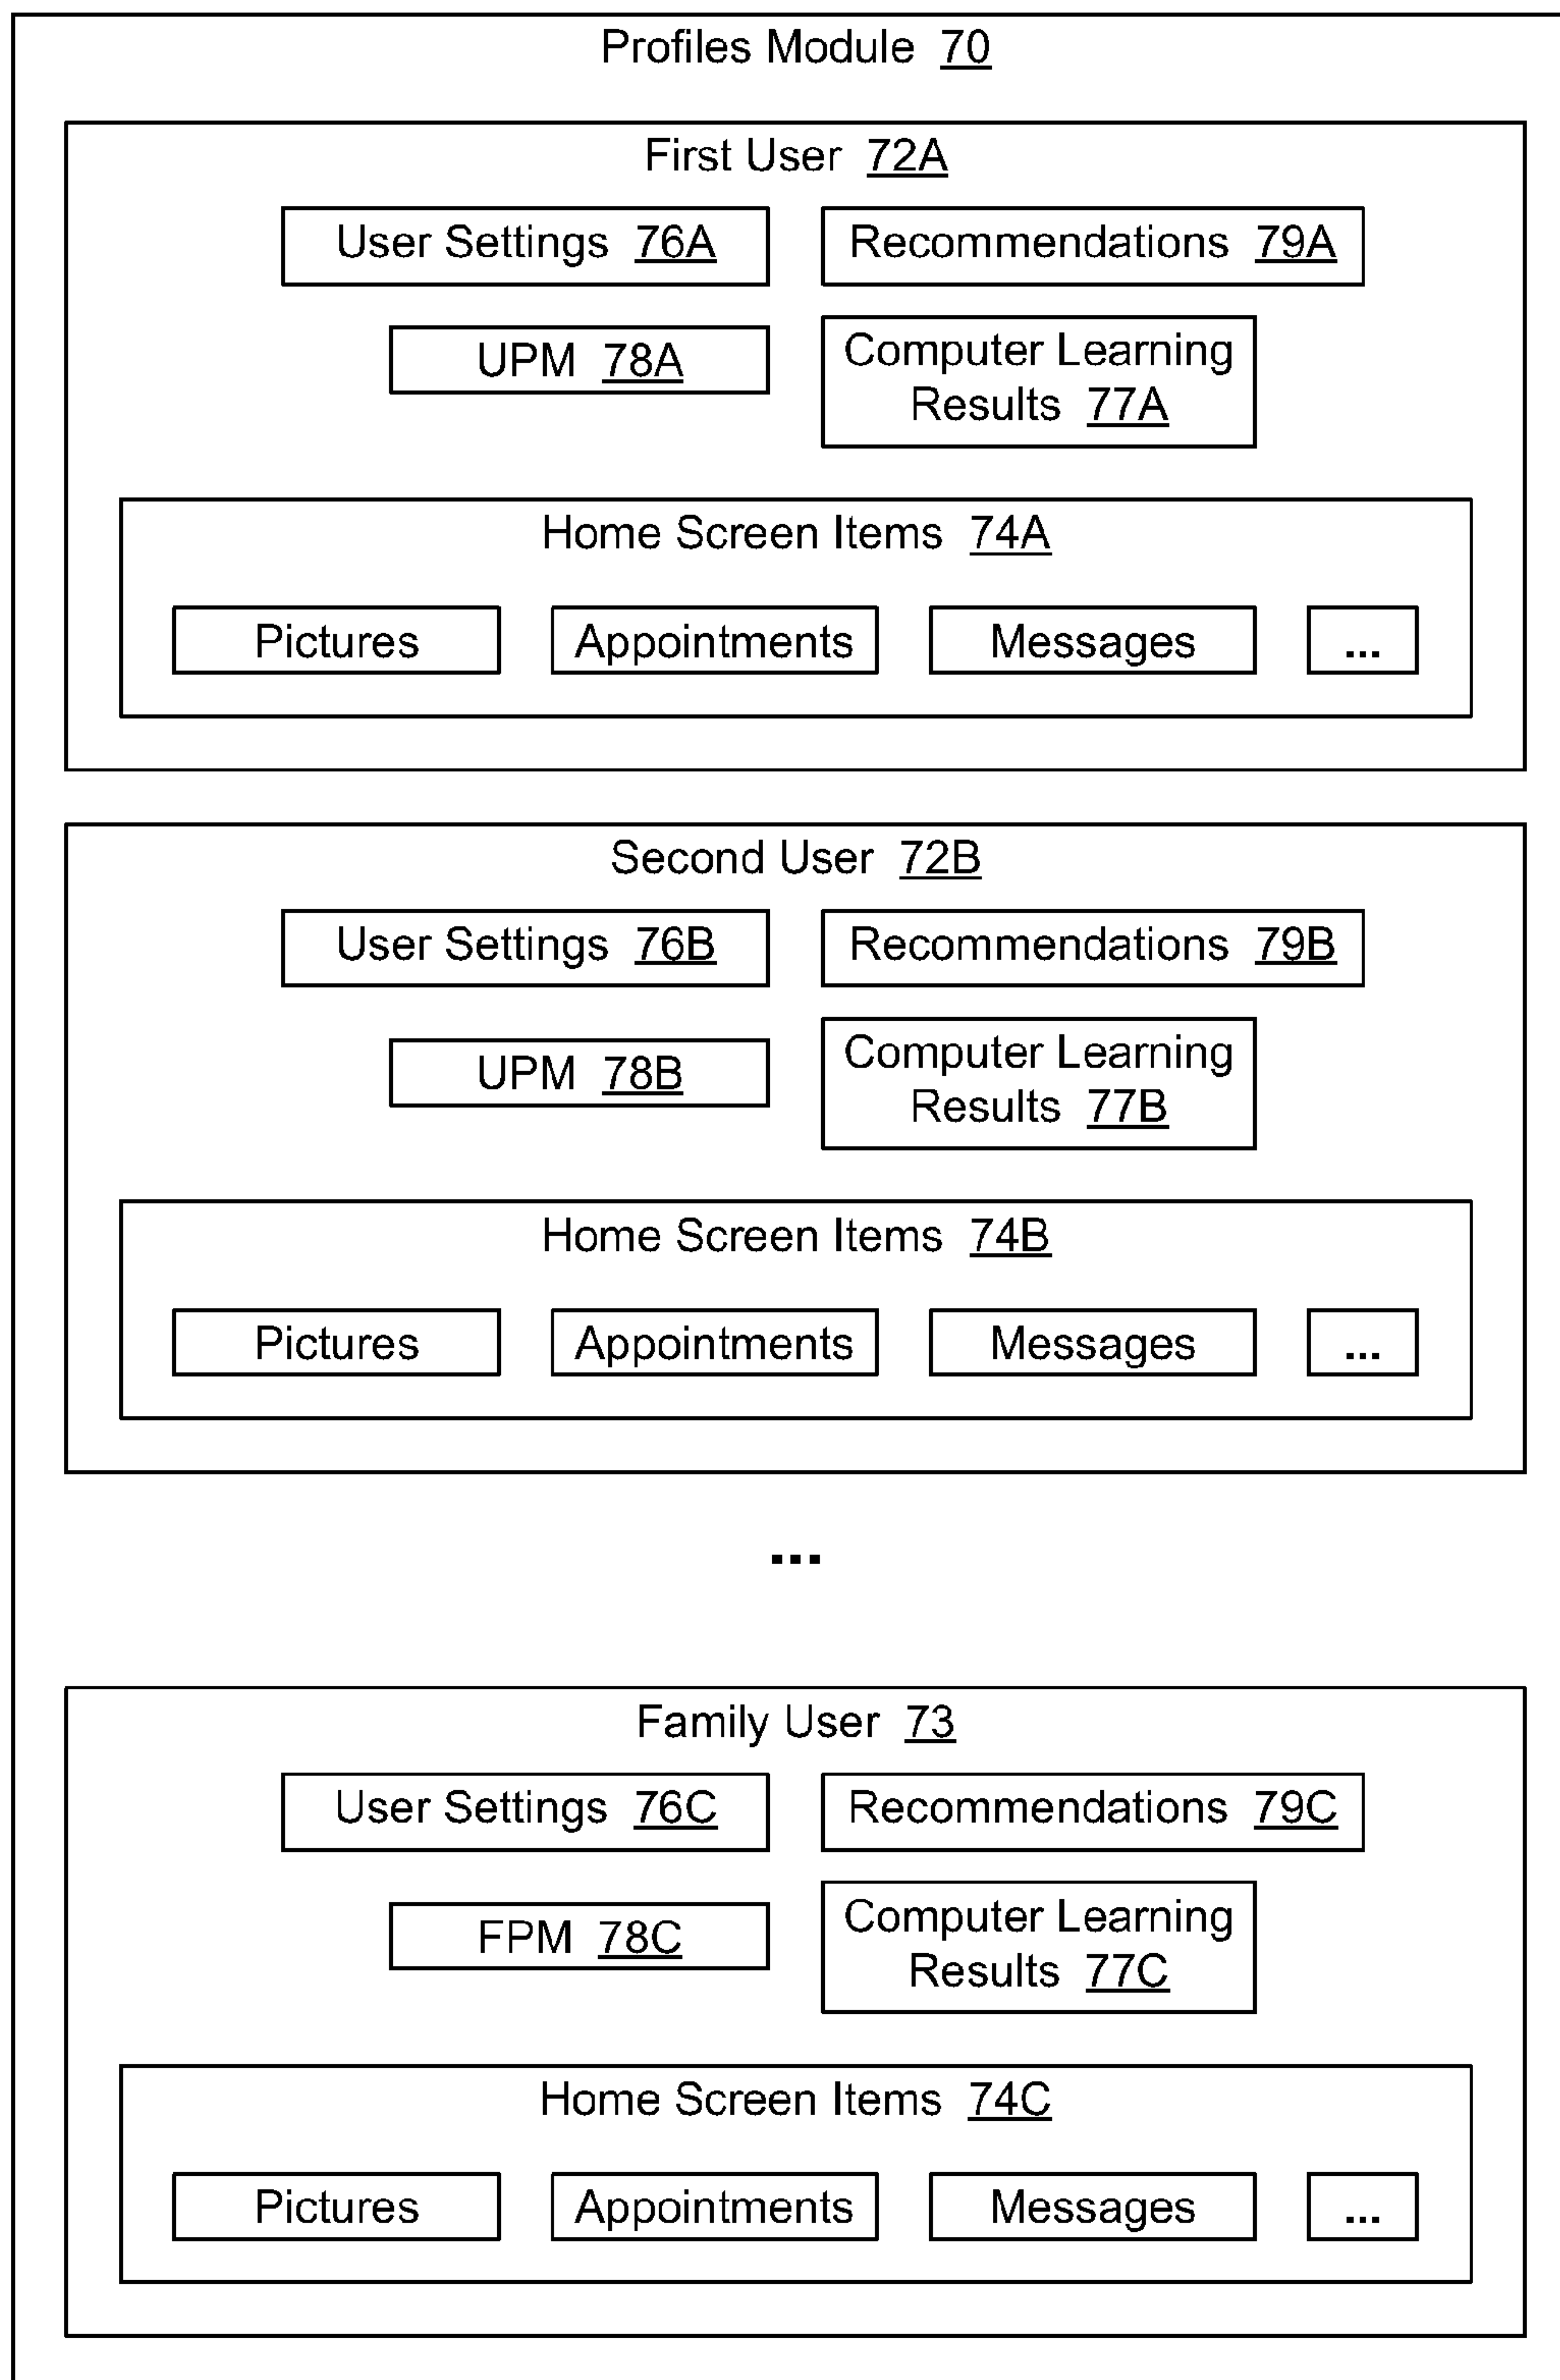 Profiles Module 70
First User 72A
User Settings 76A
Recommendations 79A
UPM 78A
Computer Learning
Results 77A
Home Screen Items 74A
Pictures
Appointments
Messages
...
Second User 72B
User Settings 76B
Recommendations 79B
UPM 78B
Computer Learning
Results 77B
Home Screen Items 74B
Pictures
Appointments
Messages
...
...
Family User 73
User Settings 76C
Recommendations 79C
FPM 78C
Computer Learning
Results 77C
Home Screen Items 74C
Pictures
Appointments
Messages
...